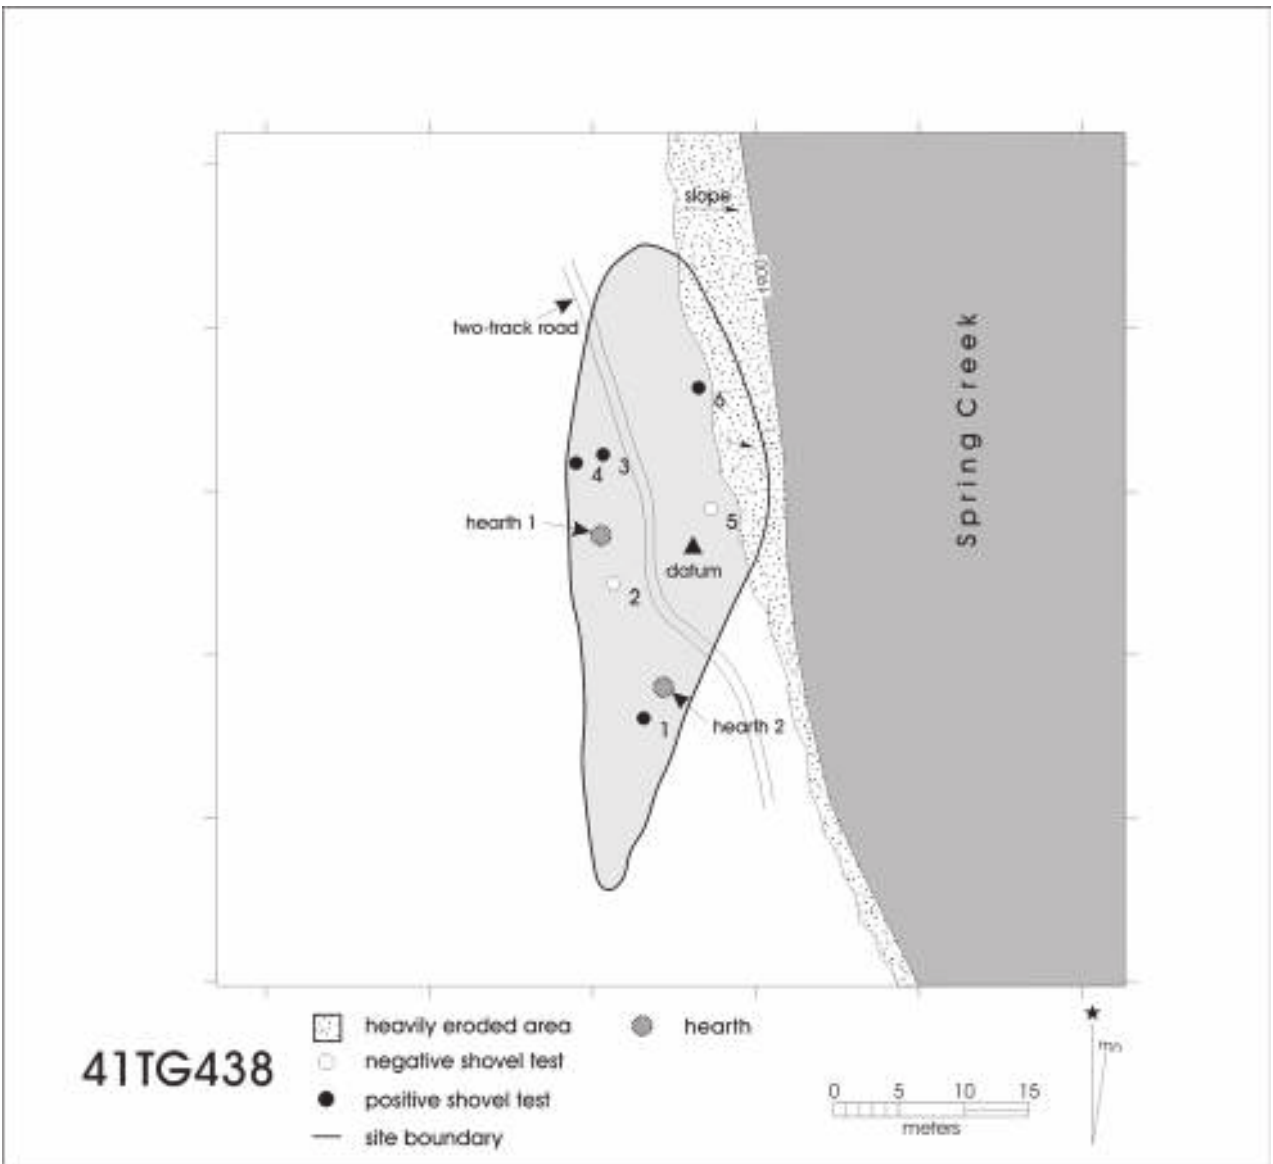 slope
1900
two-track road
6
4
3
Spring Creek
hearth 1
5
datum
2
1
hearth 2
heavily eroded area
hearth
negative shovel test
41TG438
positive shovel test
site boundary
0 5 10 15
meters
mn